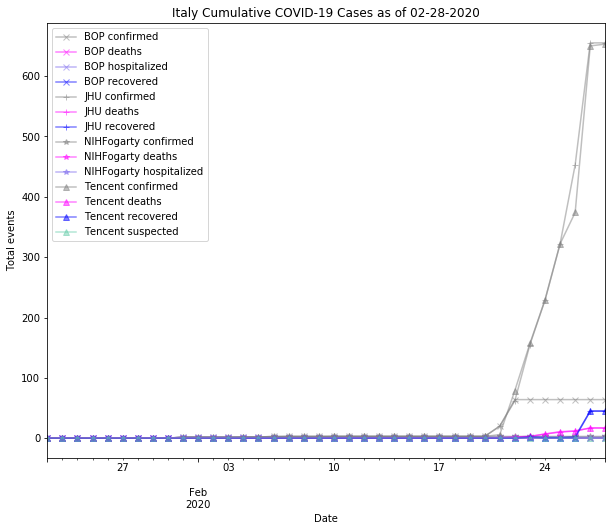 Italy Cumulative COVID-19 Cases as of 02-28-2020
BOP confirmed
BOP deaths
BOP hospitalized
BOP recovered
JHU confirmed
JHU deaths
JHU recovered
NIHFogarty confirmed
NIHFogarty deaths
NIHFogarty hospitalized
Tencent confirmed
Tencent deaths
Tencent recovered
Tencent suspected
Total events
600
500
400
300
200
100
0
27
03
10
17
24
Feb
2020
Date